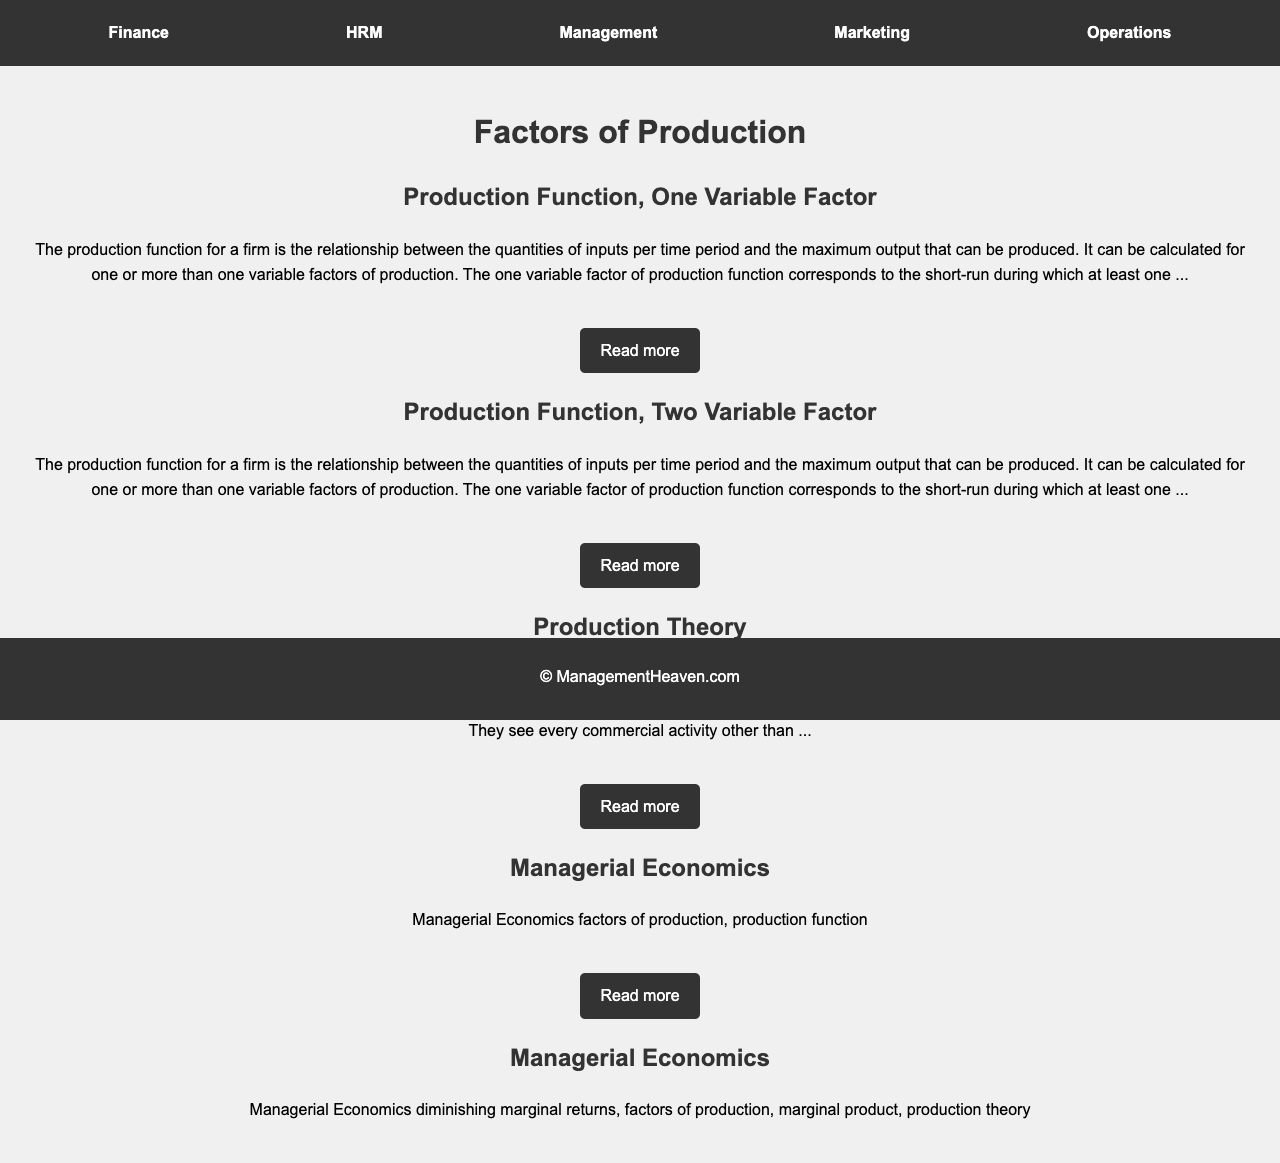 Finance HRM Management Marketing Operations
Factors of Production
Production Function, One Variable Factor
The production function for a firm is the relationship between the quantities of inputs per time period and the maximum output that can be produced. It can be calculated for
one or more than one variable factors of production. The one variable factor of production function corresponds to the short-run during which at least one ...
Read more
Production Function, Two Variable Factor
The production function for a firm is the relationship between the quantities of inputs per time period and the maximum output that can be produced. It can be calculated for
one or more than one variable factors of production. The one variable factor of production function corresponds to the short-run during which at least one ...
Read more
Production Theory
© ManagementHeaven.com
They see every commercial activity other than ...
Read more
Managerial Economics
Managerial Economics factors of production, production function
Read more
Managerial Economics
Managerial Economics diminishing marginal returns, factors of production, marginal product, production theory